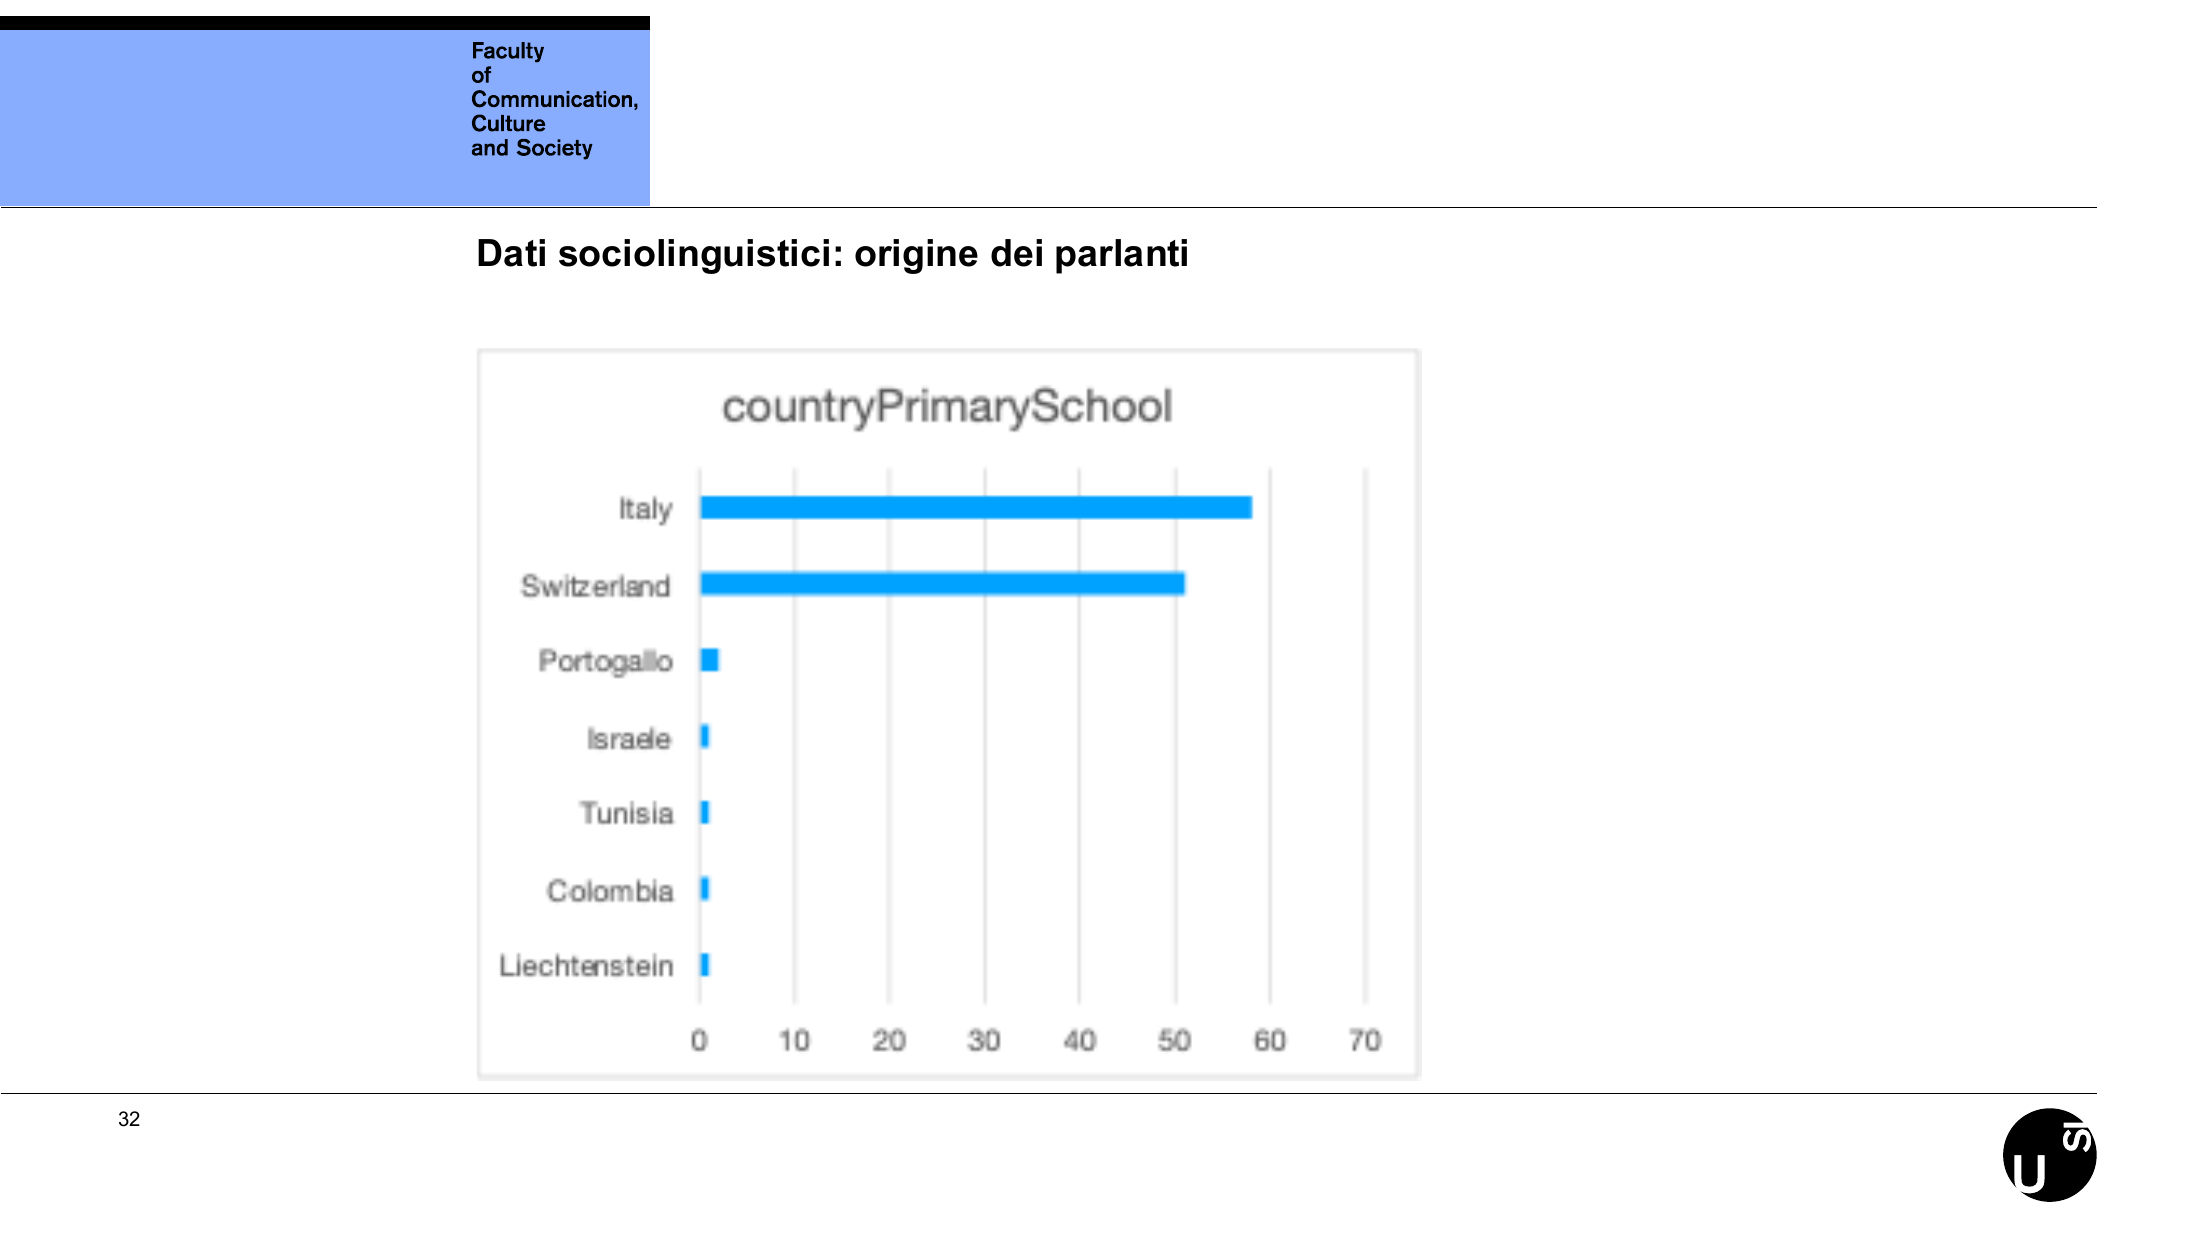 Faculty
of
Communication,
Culture
and Society
Dati sociolinguistici: origine dei parlanti
countryPrimarySchool
Italy
Switzerland
Portogallo
Israele
Tunisia
Colombia
Liechtenstein
0 10 20 30 40 50 60 70
32
U SI